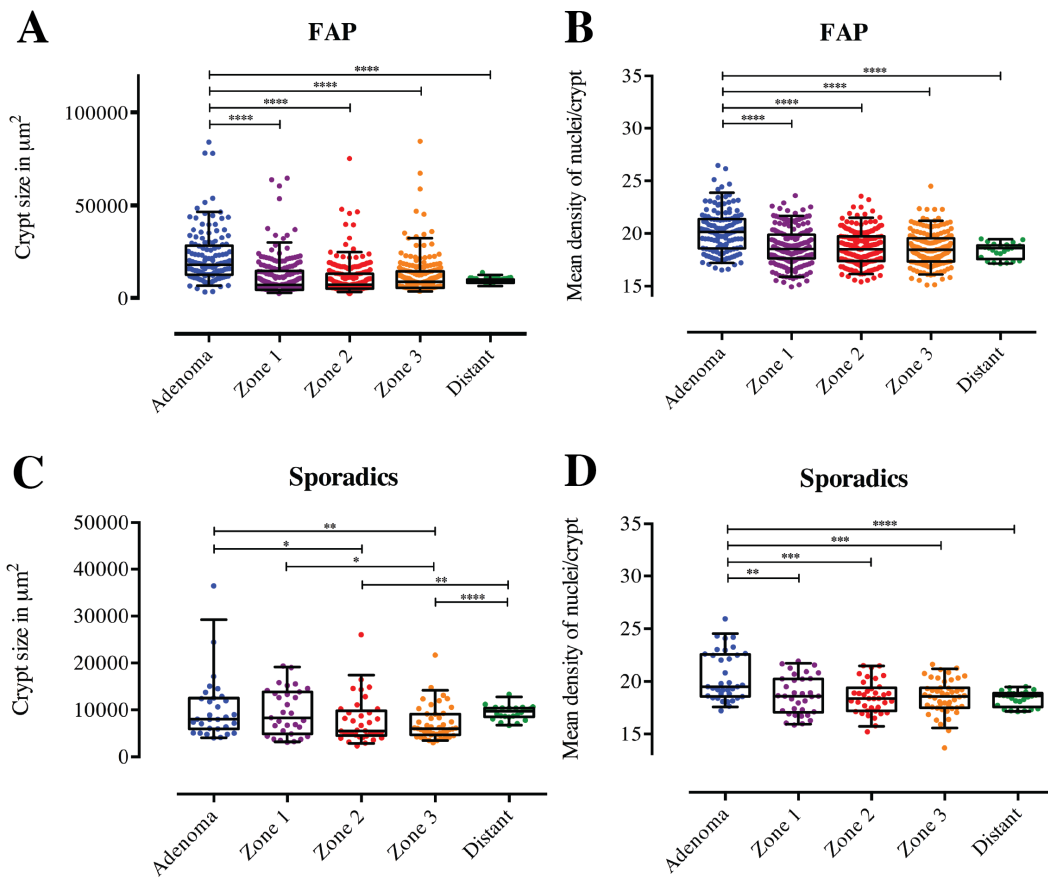 A
FAP
Crypt size in μm²
100000
50000
0
****
****
****
****
Adenoma
Zone 1
Zone 2
Zone 3
Distant
B
FAP
Mean density of nuclei/crypt
35
30
25
20
15
****
****
****
****
Adenoma
Zone 1
Zone 2
Zone 3
Distant
C
Sporadics
Crypt size in μm²
50000
40000
30000
20000
10000
0
**
*
*
**
****
Adenoma
Zone 1
Zone 2
Zone 3
Distant
D
Sporadics
Mean density of nuclei/crypt
35
30
25
20
15
****
***
***
**
Adenoma
Zone 1
Zone 2
Zone 3
Distant